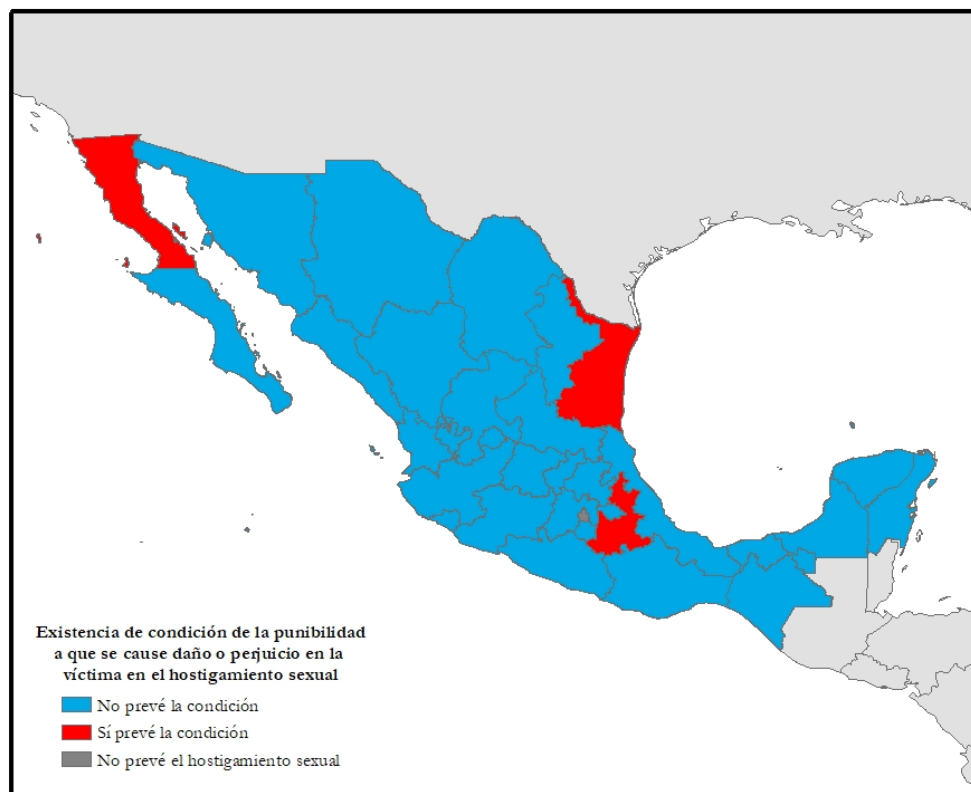 Existencia de condición de la punibilidad
a que se cause daño o perjuicio en la
víctima en el hostigamiento sexual
No prevé la condición
Sí prevé la condición
No prevé el hostigamiento sexual